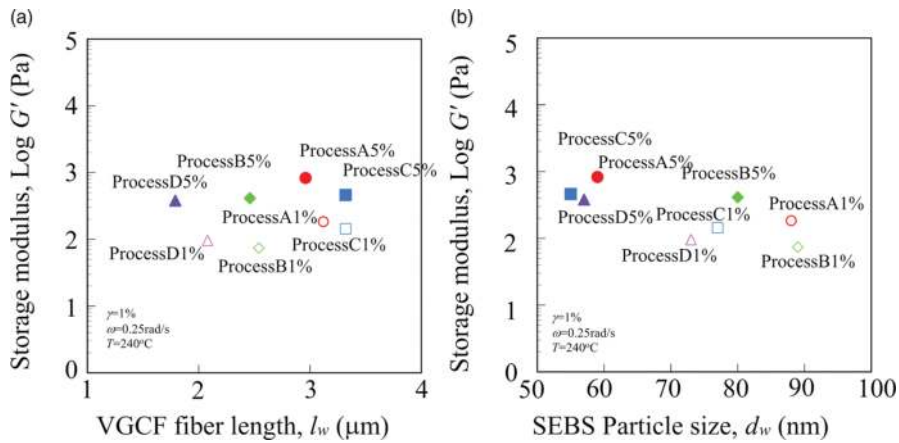 (a)
5
4
3
2
1
0
Storage modulus, Log G′ (Pa)
ProcessA5%
ProcessB5%
ProcessC5%
ProcessD5%
ProcessA1%
ProcessD1%
ProcessC1%
ProcessB1%
γ=1%
ω=0.25rad/s
T=240°C
1 2 3 4
VGCF fiber length, lw (μm)
(b)
5
4
3
2
1
0
Storage modulus, Log G′ (Pa)
ProcessC5%
ProcessA5%
ProcessB5%
ProcessD5%
ProcessC1%
ProcessA1%
ProcessD1%
ProcessB1%
γ=1%
ω=0.25rad/s
T=240°C
50 60 70 80 90 100
SEBS Particle size, dw (nm)